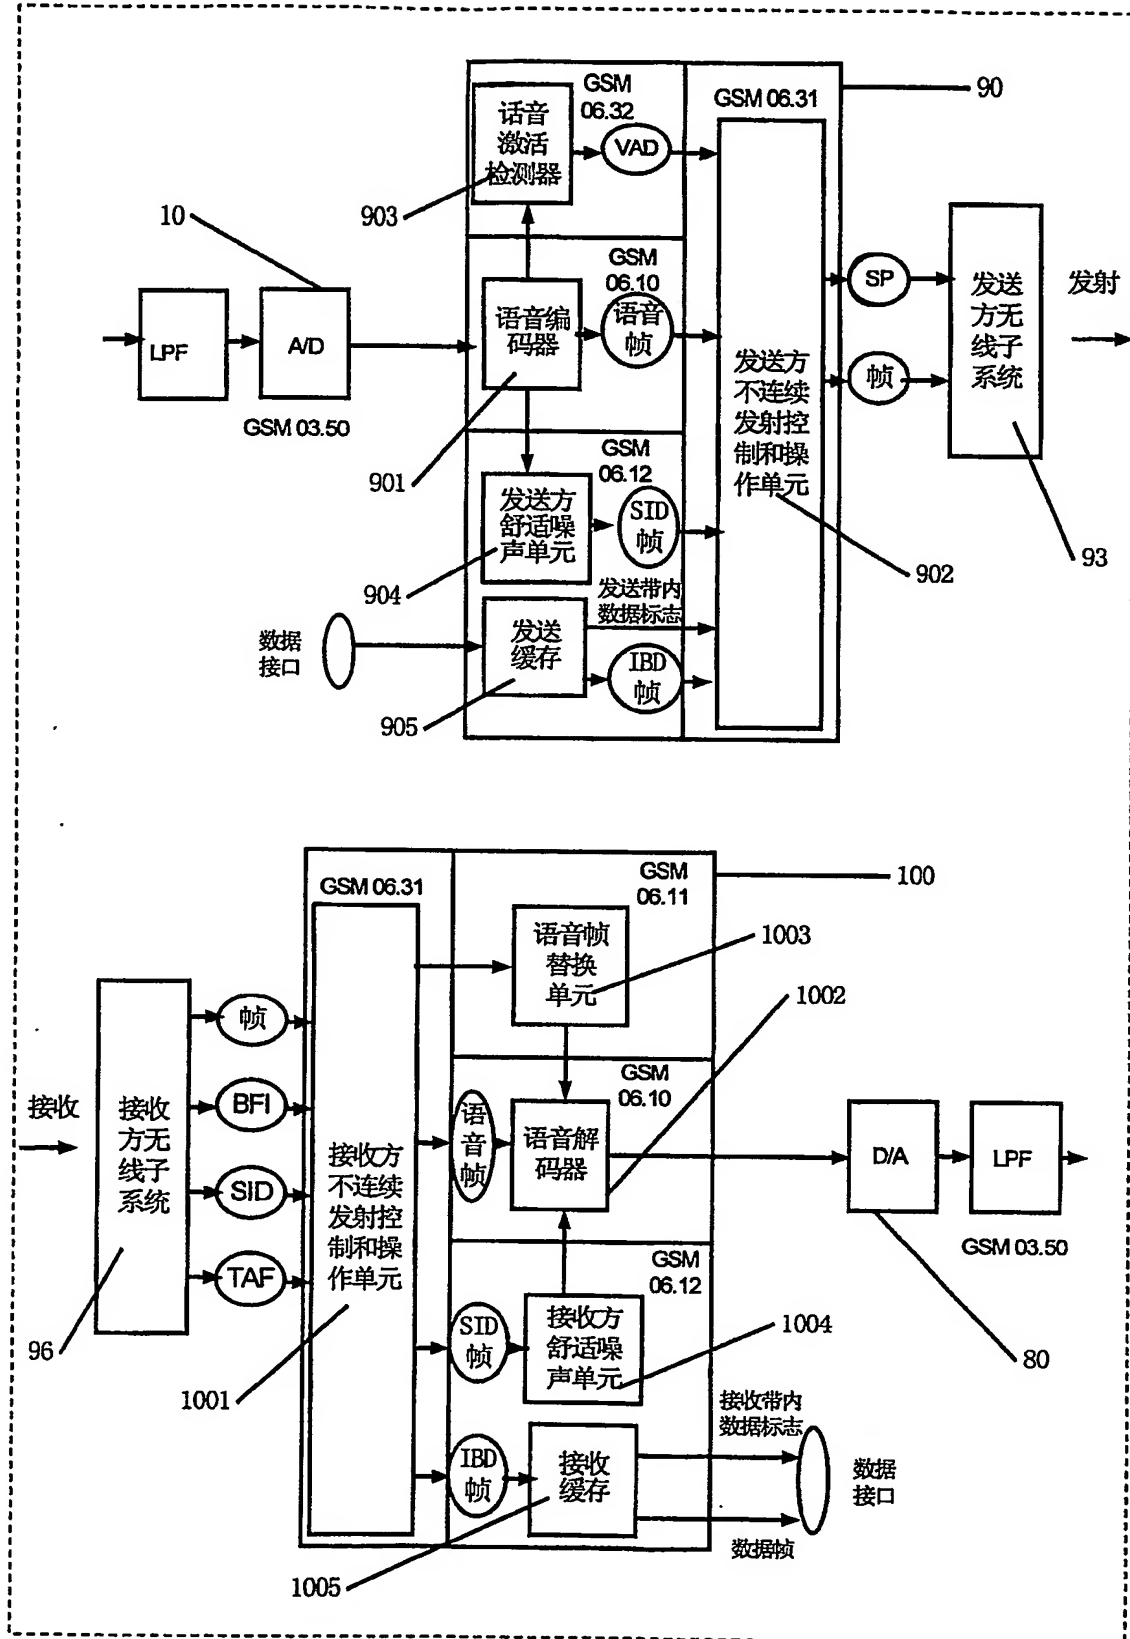 GSM
06.32
GSM 06.31
90
话音
激活
检测器
VAD
903
10
GSM
06.10
LPF
A/D
语音编
码器
语音
帧
SP
发送
方无
线子
系统
发射
帧
发送方
不连续
发射控
制和操
作单元
GSM 03.50
901
GSM
06.12
发送方
舒适噪
声单元
SID
帧
904
902
93
发送带内
数据标志
数据
接口
发送
缓存
IBD
帧
905
GSM 06.31
GSM
06.11
100
语音帧
替换
单元
1003
1002
帧
BFI
SID
TAF
接收
接收
方无
线子
系统
接收方
不连续
发射控
制和操
作单元
GSM
06.10
语
音
帧
语音解
码器
D/A
LPF
GSM 03.50
GSM
06.12
SID
帧
接收方
舒适噪
声单元
1004
80
96
1001
接收带内
数据标志
IBD
帧
接收
缓存
数据
接口
数据帧
1005